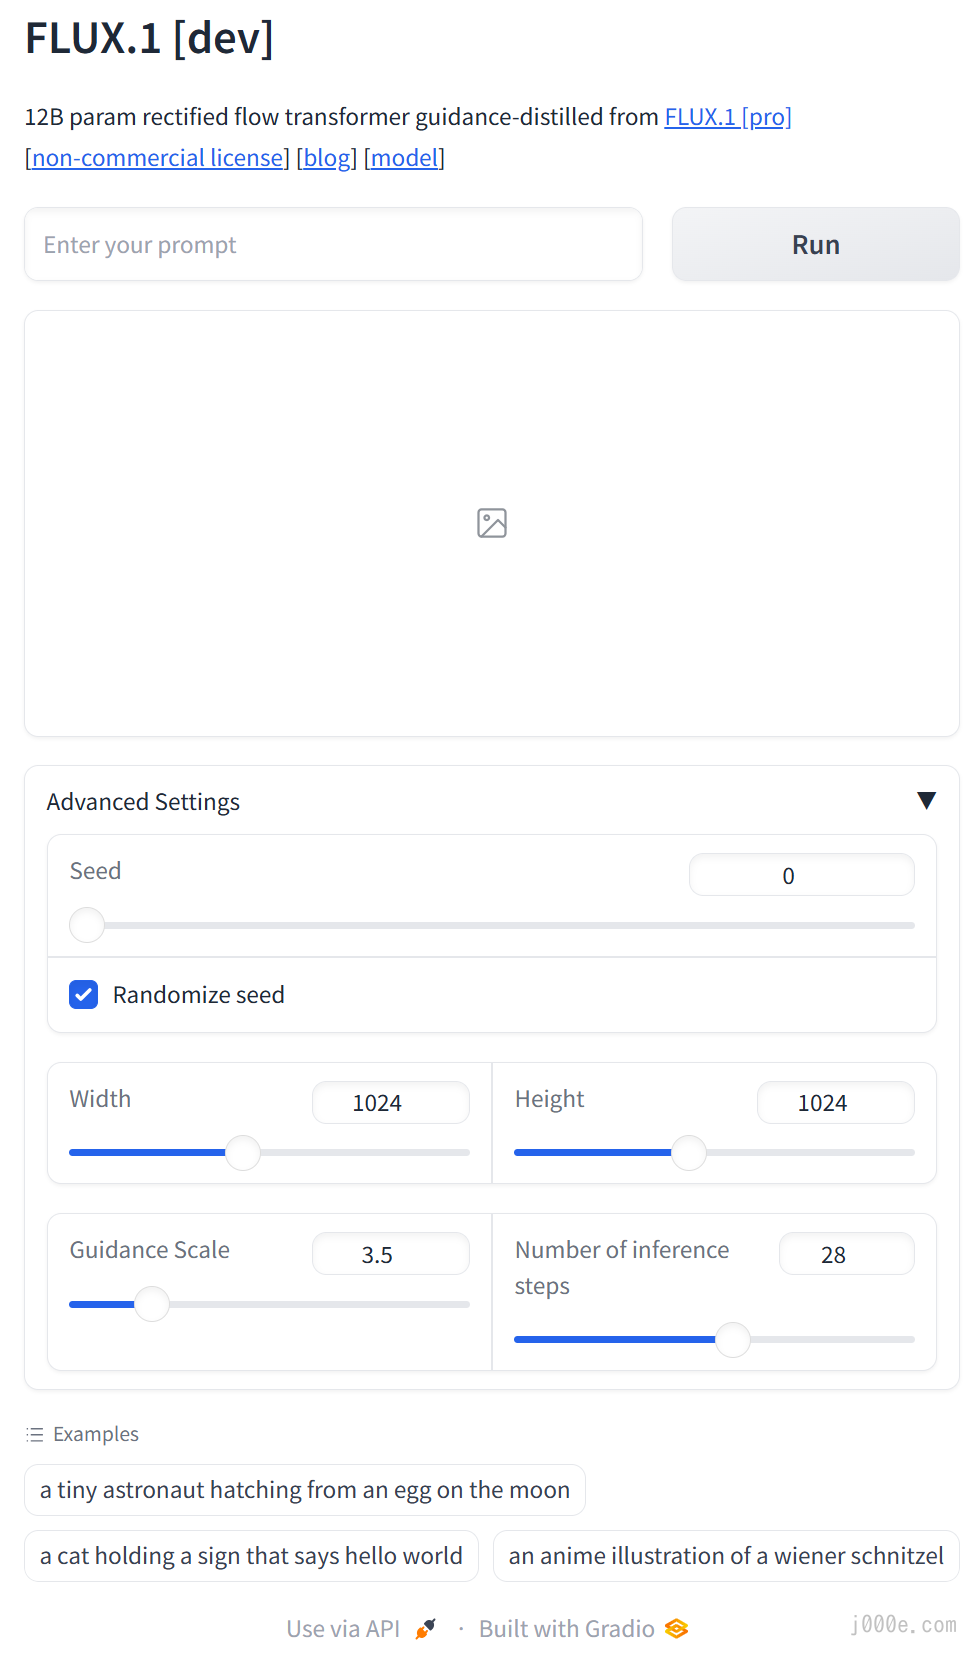 FLUX.1 [dev]
12B param rectified flow transformer guidance-distilled from FLUX.1 [pro]
[non-commercial license] [blog] [model]
Enter your prompt
Run
Advanced Settings
Seed
0
Randomize seed
Width
1024
Height
1024
Guidance Scale
3.5
Number of inference
steps
28
Examples
a tiny astronaut hatching from an egg on the moon
a cat holding a sign that says hello world
an anime illustration of a wiener schnitzel
Use via API · Built with Gradio
j000e.com